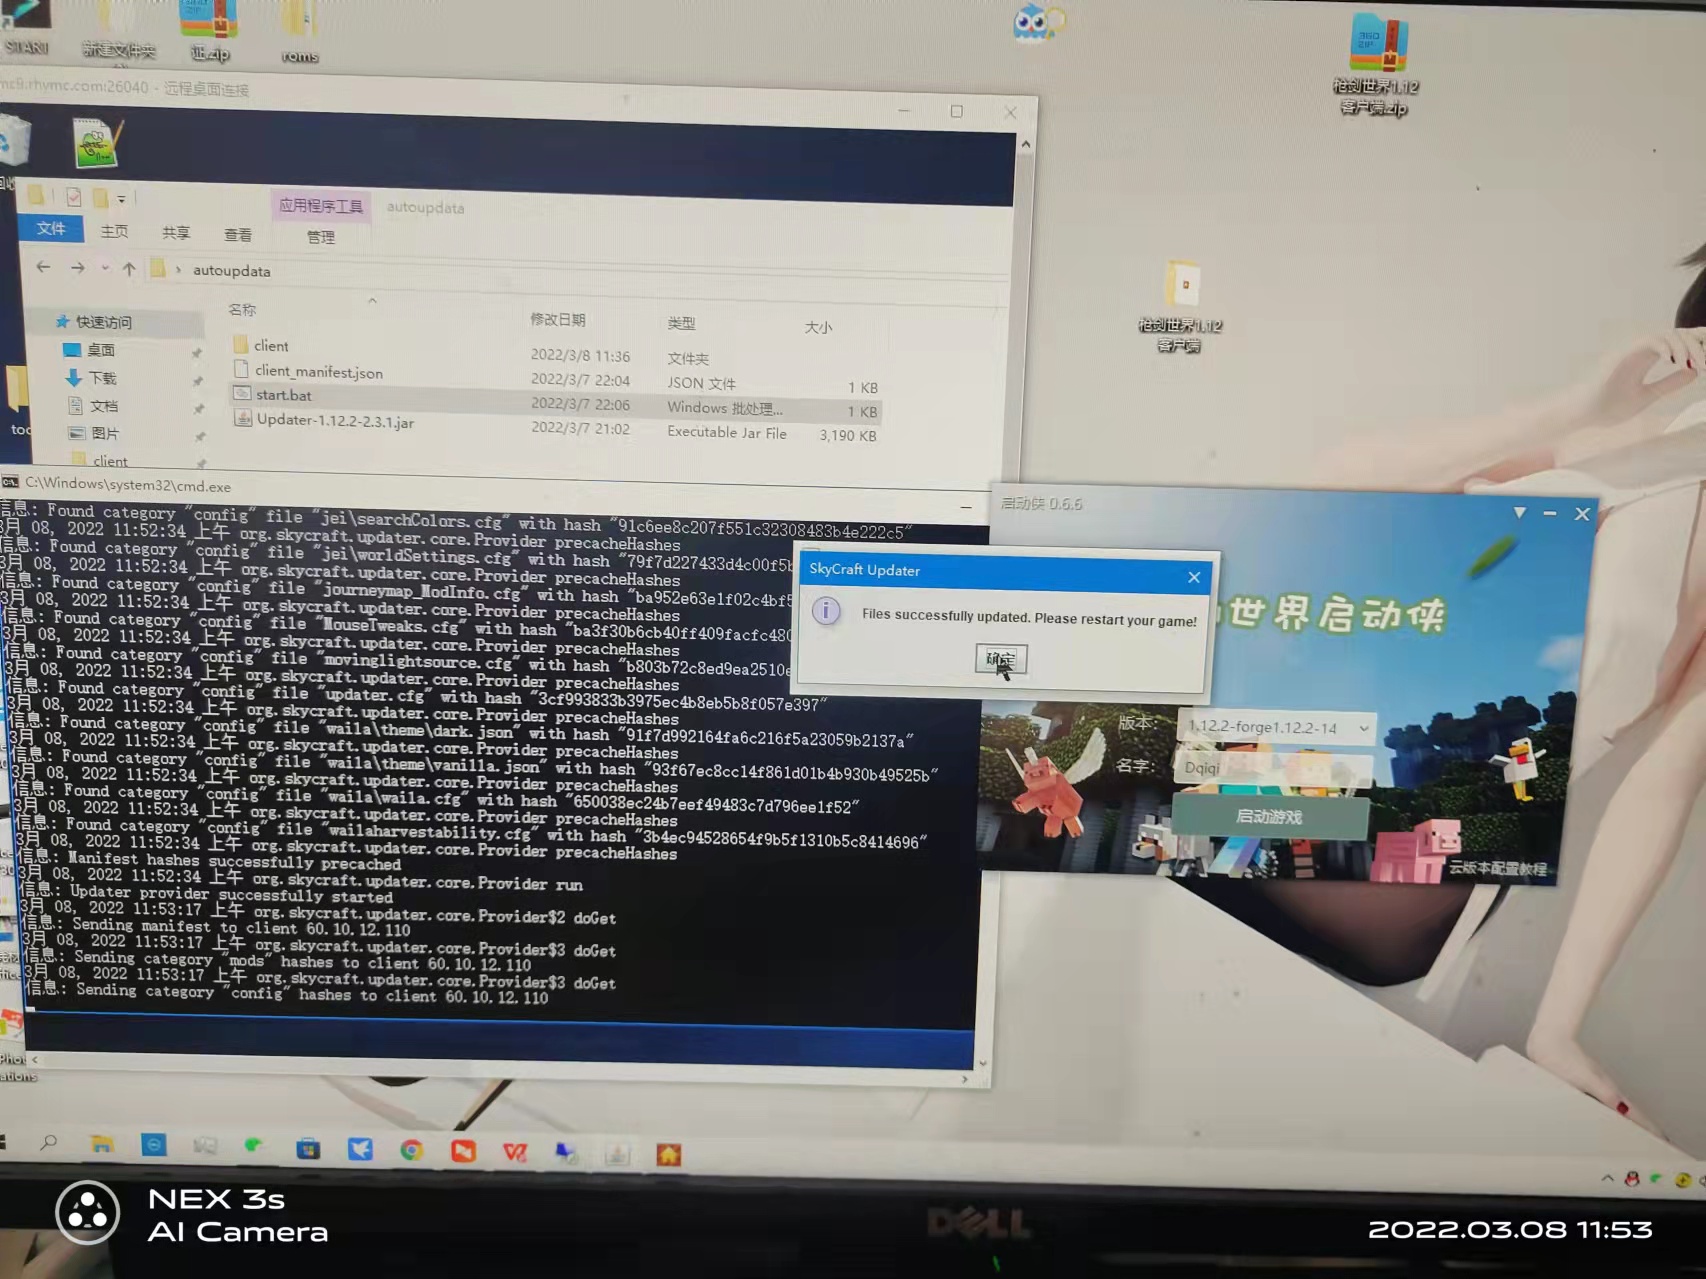 START
新建文件夹
证.zip
roms
枪剑世界1.12
客户端.zip
枪剑世界1.12
客户端
mc9.rhymc.com:26040 - 远程桌面连接
应用程序工具
autoupdata
文件
主页
共享
查看
管理
autoupdata
名称
修改日期
类型
大小
快速访问
桌面
下载
文档
图片
client
client
2022/3/8 11:36
文件夹
client_manifest.json
2022/3/7 22:04
JSON 文件
1 KB
start.bat
2022/3/7 22:06
Windows 批处理...
1 KB
Updater-1.12.2-2.3.1.jar
2022/3/7 21:02
Executable Jar File
3,190 KB
C:\Windows\system32\cmd.exe
信息: Found category "config" file "jei\searchColors.cfg" with hash "91c6ee8c207f551c32308483b4e222c5"
3月 08, 2022 11:52:34 上午 org.skycraft.updater.core.Provider precacheHashes
信息: Found category "config" file "jei\worldSettings.cfg" with hash "79f7d227433d4c00f5b
3月 08, 2022 11:52:34 上午 org.skycraft.updater.core.Provider precacheHashes
信息: Found category "config" file "journeymap_ModInfo.cfg" with hash "ba952e63e1f02c4bf5
3月 08, 2022 11:52:34 上午 org.skycraft.updater.core.Provider precacheHashes
信息: Found category "config" file "MouseTweaks.cfg" with hash "ba3f30b6cb40ff409facfc480
3月 08, 2022 11:52:34 上午 org.skycraft.updater.core.Provider precacheHashes
信息: Found category "config" file "movinglightsource.cfg" with hash "b803b72c8ed9ea2510e
3月 08, 2022 11:52:34 上午 org.skycraft.updater.core.Provider precacheHashes
信息: Found category "config" file "updater.cfg" with hash "3cf993833b3975ec4b8eb5b8f057e397"
3月 08, 2022 11:52:34 上午 org.skycraft.updater.core.Provider precacheHashes
信息: Found category "config" file "waila\theme\dark.json" with hash "91f7d992164fa6c216f5a23059b2137a"
3月 08, 2022 11:52:34 上午 org.skycraft.updater.core.Provider precacheHashes
信息: Found category "config" file "waila\theme\vanilla.json" with hash "93f67ec8cc14f861d01b4b930b49525b"
3月 08, 2022 11:52:34 上午 org.skycraft.updater.core.Provider precacheHashes
信息: Found category "config" file "waila\waila.cfg" with hash "650038ec24b7eef49483c7d796ee1f52"
3月 08, 2022 11:52:34 上午 org.skycraft.updater.core.Provider precacheHashes
信息: Found category "config" file "wailaharvestability.cfg" with hash "3b4ec94528654f9b5f1310b5c8414696"
3月 08, 2022 11:52:34 上午 org.skycraft.updater.core.Provider precacheHashes
信息: Manifest hashes successfully precached
3月 08, 2022 11:52:34 上午 org.skycraft.updater.core.Provider run
信息: Updater provider successfully started
3月 08, 2022 11:53:17 上午 org.skycraft.updater.core.Provider$2 doGet
信息: Sending manifest to client 60.10.12.110
3月 08, 2022 11:53:17 上午 org.skycraft.updater.core.Provider$3 doGet
信息: Sending category "mods" hashes to client 60.10.12.110
3月 08, 2022 11:53:17 上午 org.skycraft.updater.core.Provider$3 doGet
信息: Sending category "config" hashes to client 60.10.12.110
启动侠 0.6.6
SkyCraft Updater
Files successfully updated. Please restart your game!
确定
世界启动侠
版本:
1.12.2-forge1.12.2-14
名字:
Dqiqi
启动游戏
云版本配置教程
DELL
NEX 3s
AI Camera
2022.03.08 11:53